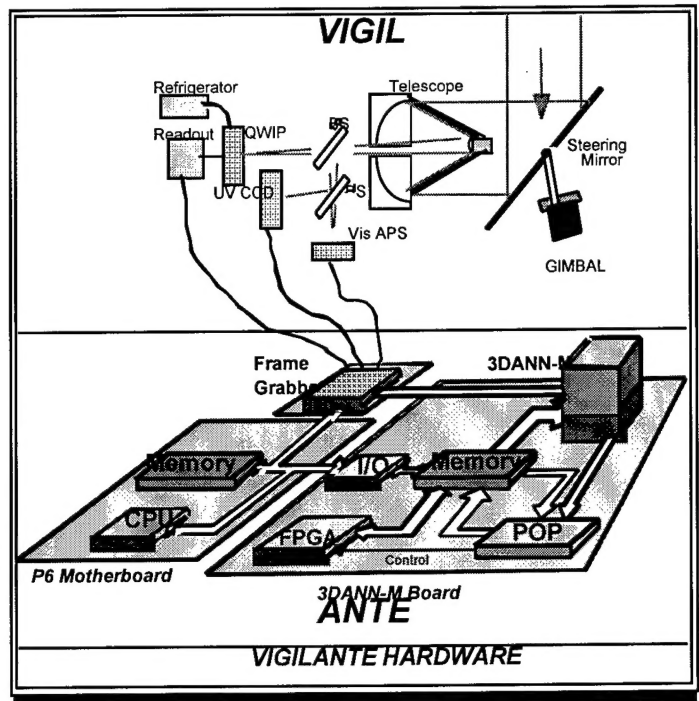 VIGIL
Refrigerator
Telescope
Readout
QWIP
BS
Steering
Mirror
UV CCD
Vis APS
GIMBAL
Frame
3DANN-M
Memory
I/O
Memory
CPU
FPGA
POP
Control
P6 Motherboard
3DANN-M Board
ANTE
VIGILANTE HARDWARE